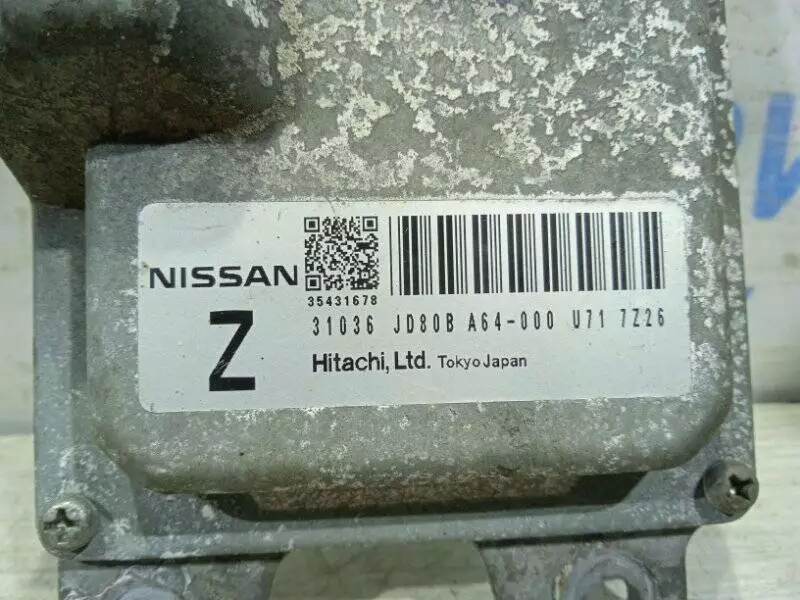 NISSAN
Z
35431678
31036 JD80B A64-000 U71 7Z26
Hitachi, Ltd. Tokyo Japan